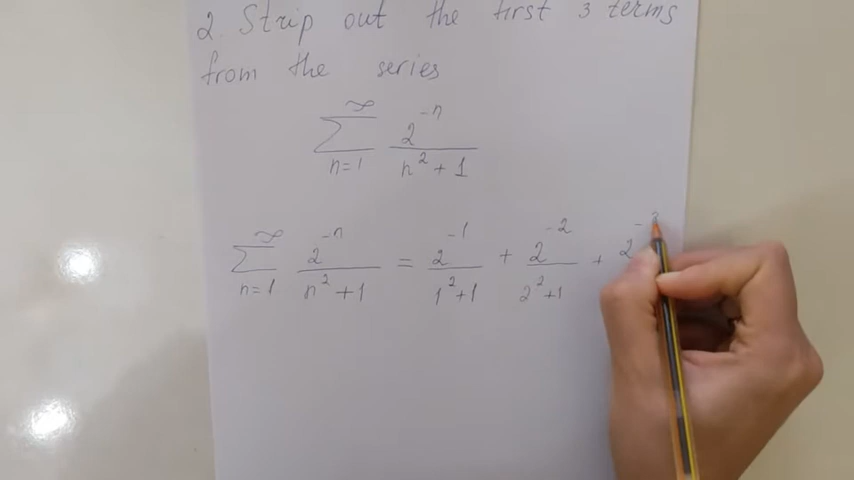 2. Strip out the first 3 terms
from the series
∞
∑ 2^-n / n^2 + 1
n=1
∞
∑ 2^-n / n^2 + 1 = 2^-1 / 1^2 + 1 + 2^-2 / 2^2 + 1 + 2^-3
n=1